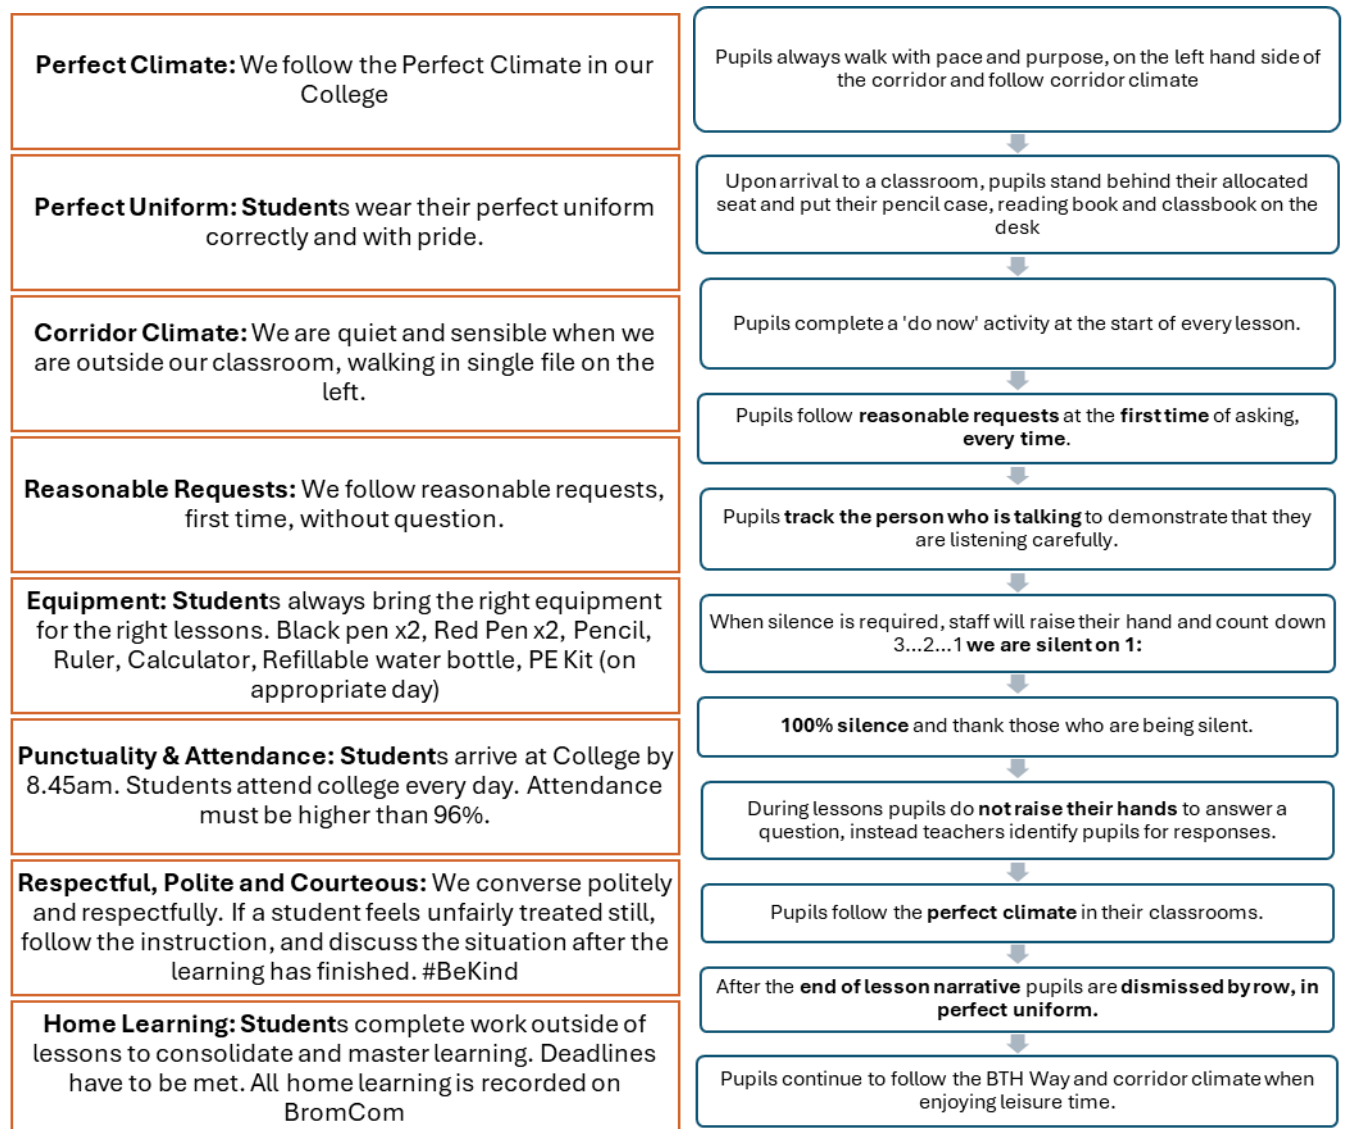 Perfect Climate: We follow the Perfect Climate in our
College
Perfect Uniform: Students wear their perfect uniform
correctly and with pride.
Corridor Climate: We are quiet and sensible when we
are outside our classroom, walking in single file on the
left.
Reasonable Requests: We follow reasonable requests,
first time, without question.
Equipment: Students always bring the right equipment
for the right lessons. Black pen x2, Red Pen x2, Pencil,
Ruler, Calculator, Refillable water bottle, PE Kit (on
appropriate day)
Punctuality & Attendance: Students arrive at College by
8.45am. Students attend college every day. Attendance
must be higher than 96%.
Respectful, Polite and Courteous: We converse politely
and respectfully. If a student feels unfairly treated still,
follow the instruction, and discuss the situation after the
learning has finished. #BeKind
Home Learning: Students complete work outside of
lessons to consolidate and master learning. Deadlines
have to be met. All home learning is recorded on
BromCom
Pupils always walk with pace and purpose, on the left hand side of
the corridor and follow corridor climate
Upon arrival to a classroom, pupils stand behind their allocated
seat and put their pencil case, reading book and classbook on the
desk
Pupils complete a 'do now' activity at the start of every lesson.
Pupils follow reasonable requests at the first time of asking,
every time.
Pupils track the person who is talking to demonstrate that they
are listening carefully.
When silence is required, staff will raise their hand and count down
3...2...1 we are silent on 1:
100% silence and thank those who are being silent.
During lessons pupils do not raise their hands to answer a
question, instead teachers identify pupils for responses.
Pupils follow the perfect climate in their classrooms.
After the end of lesson narrative pupils are dismissed by row, in
perfect uniform.
Pupils continue to follow the BTH Way and corridor climate when
enjoying leisure time.